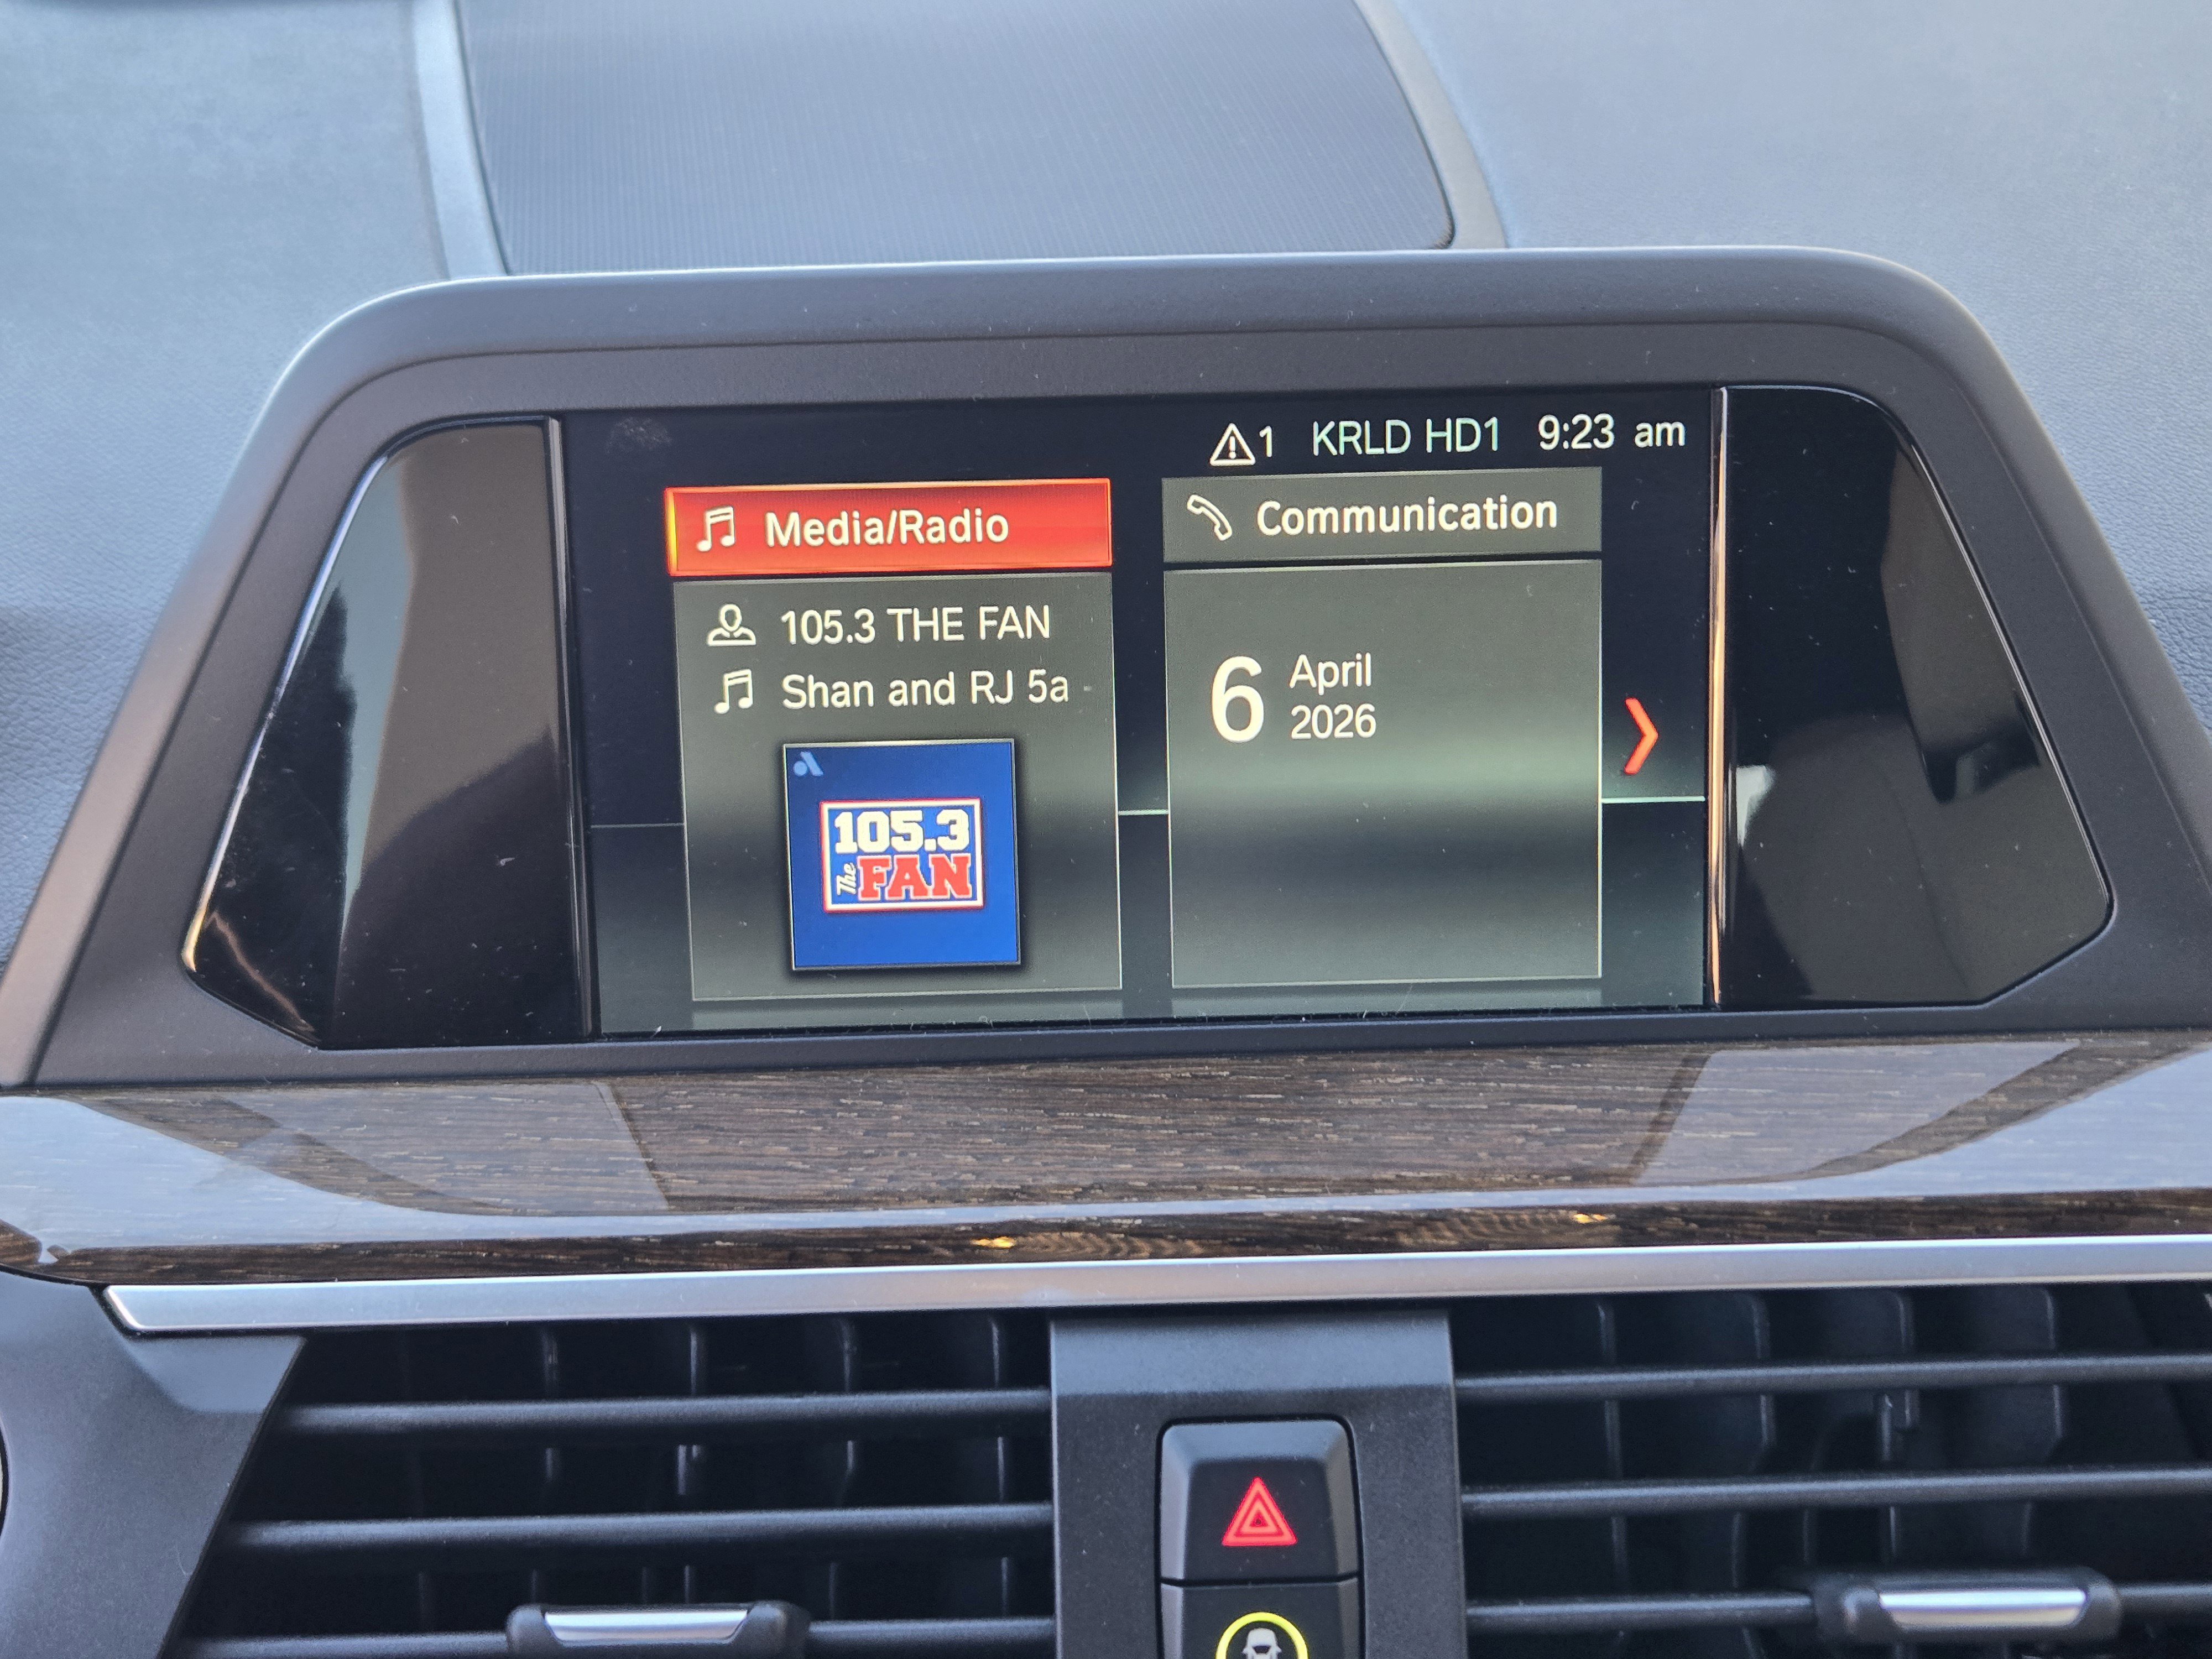 1 KRLD HD1 9:23 am
Media/Radio
105.3 THE FAN
Shan and RJ 5a
105.3
The FAN
Communication
6 April
2026